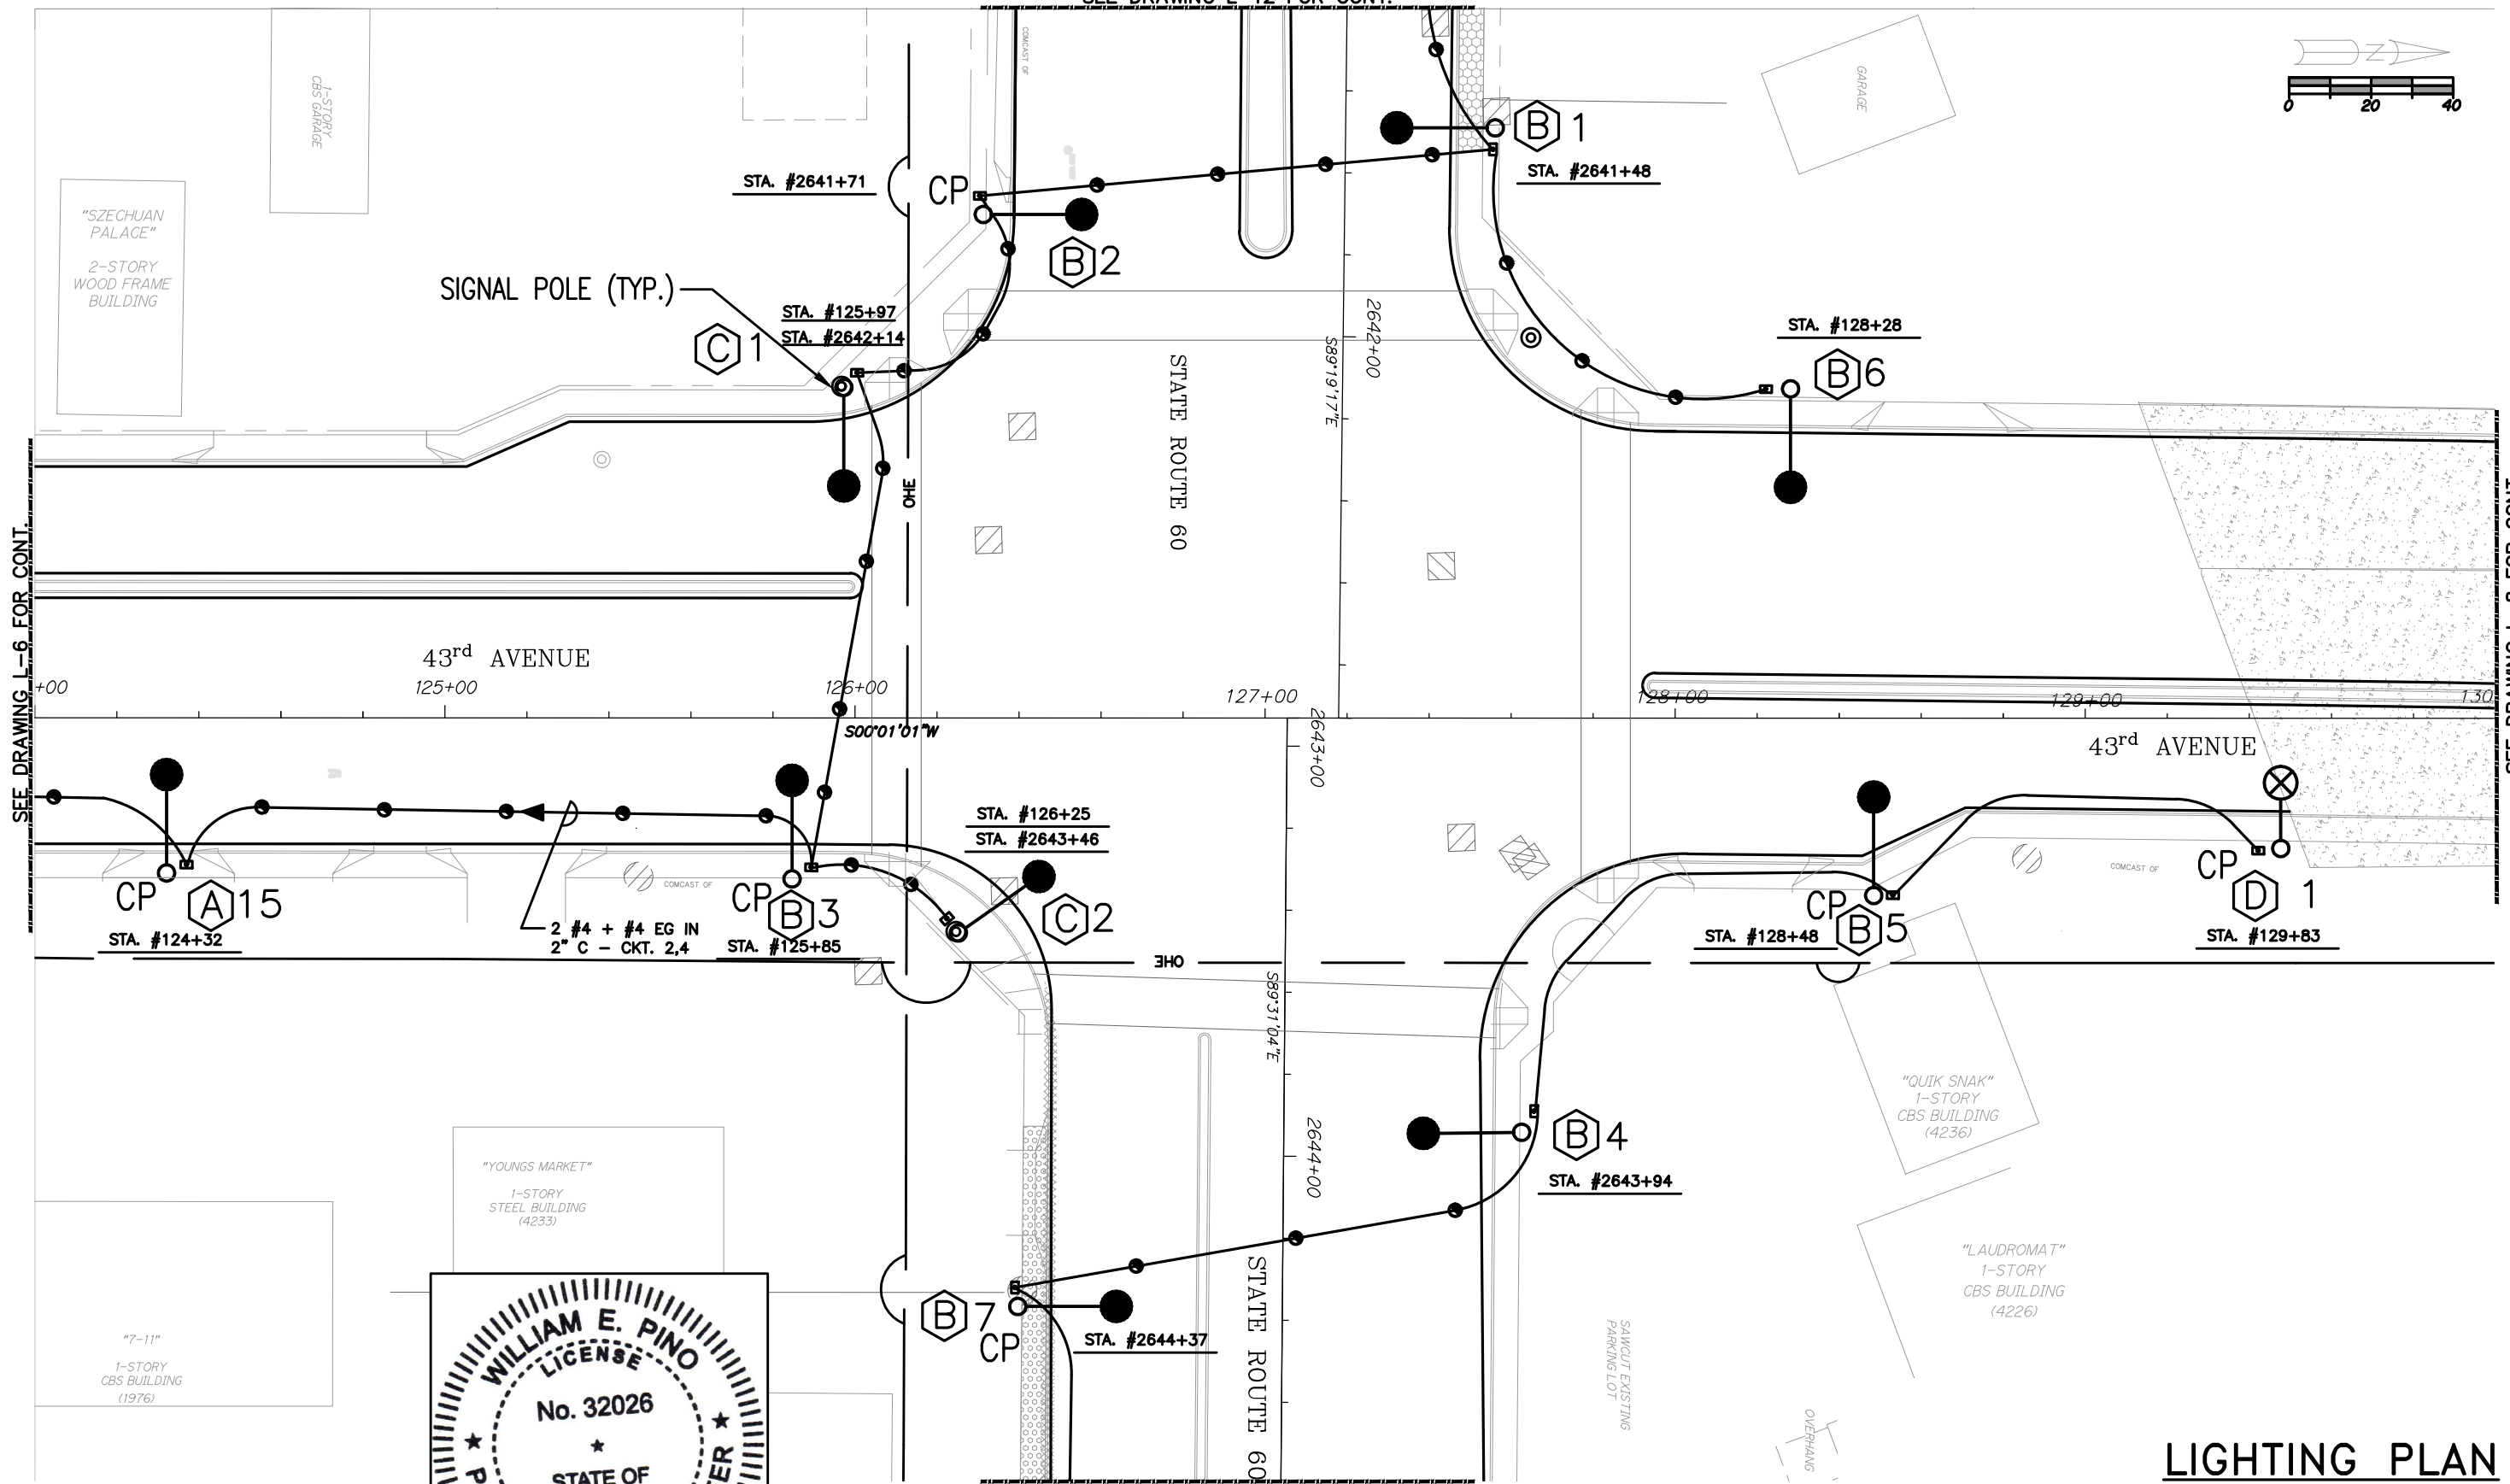 SEE DRAWING L-12 FOR CONT.
COMCAST OF
1-STORY
CBS GARAGE
GARAGE
N
0 20 40
B 1
STA. #2641+48
STA. #2641+71
CP
B 2
"SZECHUAN
PALACE"
2-STORY
WOOD FRAME
BUILDING
SIGNAL POLE (TYP.)
STA. #125+97
STA. #2642+14
C 1
2642+00
S89°19'17"E
STATE ROUTE 60
STA. #128+28
B 6
OHE
SEE DRAWING L-6 FOR CONT.
43rd AVENUE
+00
125+00
126+00
127+00
128+00
129+00
130
S00°01'01"W
2643+00
43rd AVENUE
STA. #126+25
STA. #2643+46
C 2
CP
A 15
STA. #124+32
2 #4 + #4 EG IN
2" C - CKT. 2,4
COMCAST OF
CP
B 3
STA. #125+85
OHE
S89°31'04"E
CP
B 5
STA. #128+48
COMCAST OF
CP
D 1
STA. #129+83
"QUIK SNAK"
1-STORY
CBS BUILDING
(4236)
B 4
STA. #2643+94
2644+00
"YOUNGS MARKET"
1-STORY
STEEL BUILDING
(4233)
"LAUDROMAT"
1-STORY
CBS BUILDING
(4226)
B 7
CP
STA. #2644+37
STATE ROUTE 60
SAWCUT EXISTING
PARKING LOT
OVERHANG
"7-11"
1-STORY
CBS BUILDING
(1976)
WILLIAM E. PINO
LICENSE
No. 32026
STATE OF
LIGHTING PLAN